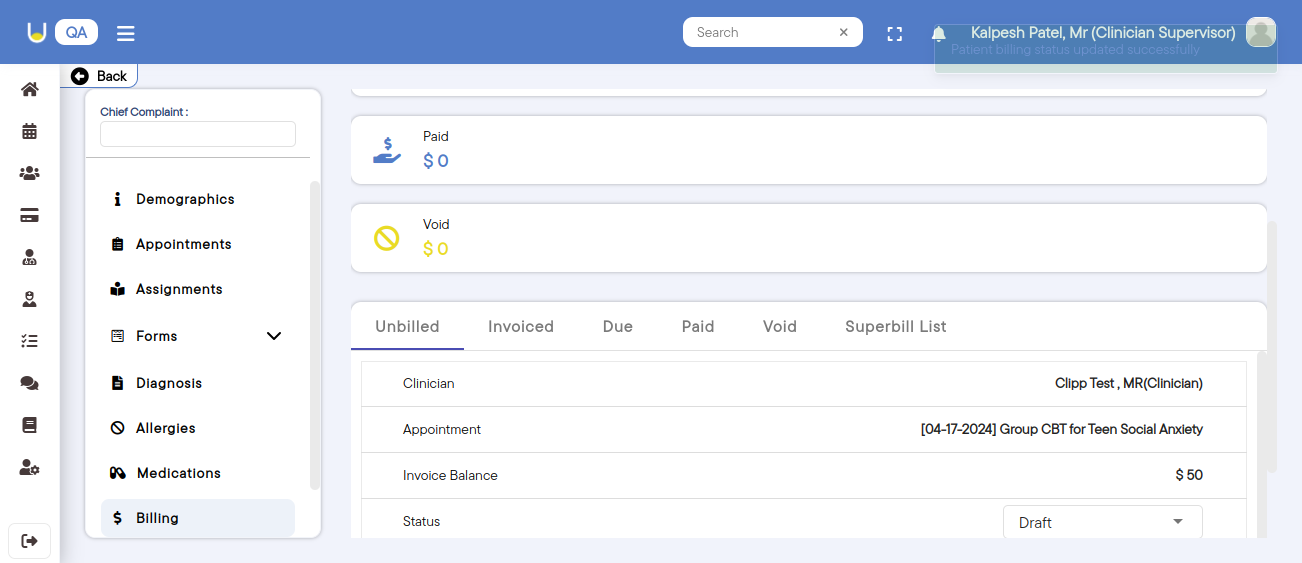 QA
Search
Kalpesh Patel, Mr (Clinician Supervisor)
Patient billing status updated successfully
Back
Chief Complaint :
Demographics
Appointments
Assignments
Forms
Diagnosis
Allergies
Medications
Billing
Paid
$ 0
Void
$ 0
Unbilled Invoiced Due Paid Void Superbill List
Clinician Clipp Test , MR(Clinician)
Appointment [04-17-2024] Group CBT for Teen Social Anxiety
Invoice Balance $ 50
Status Draft